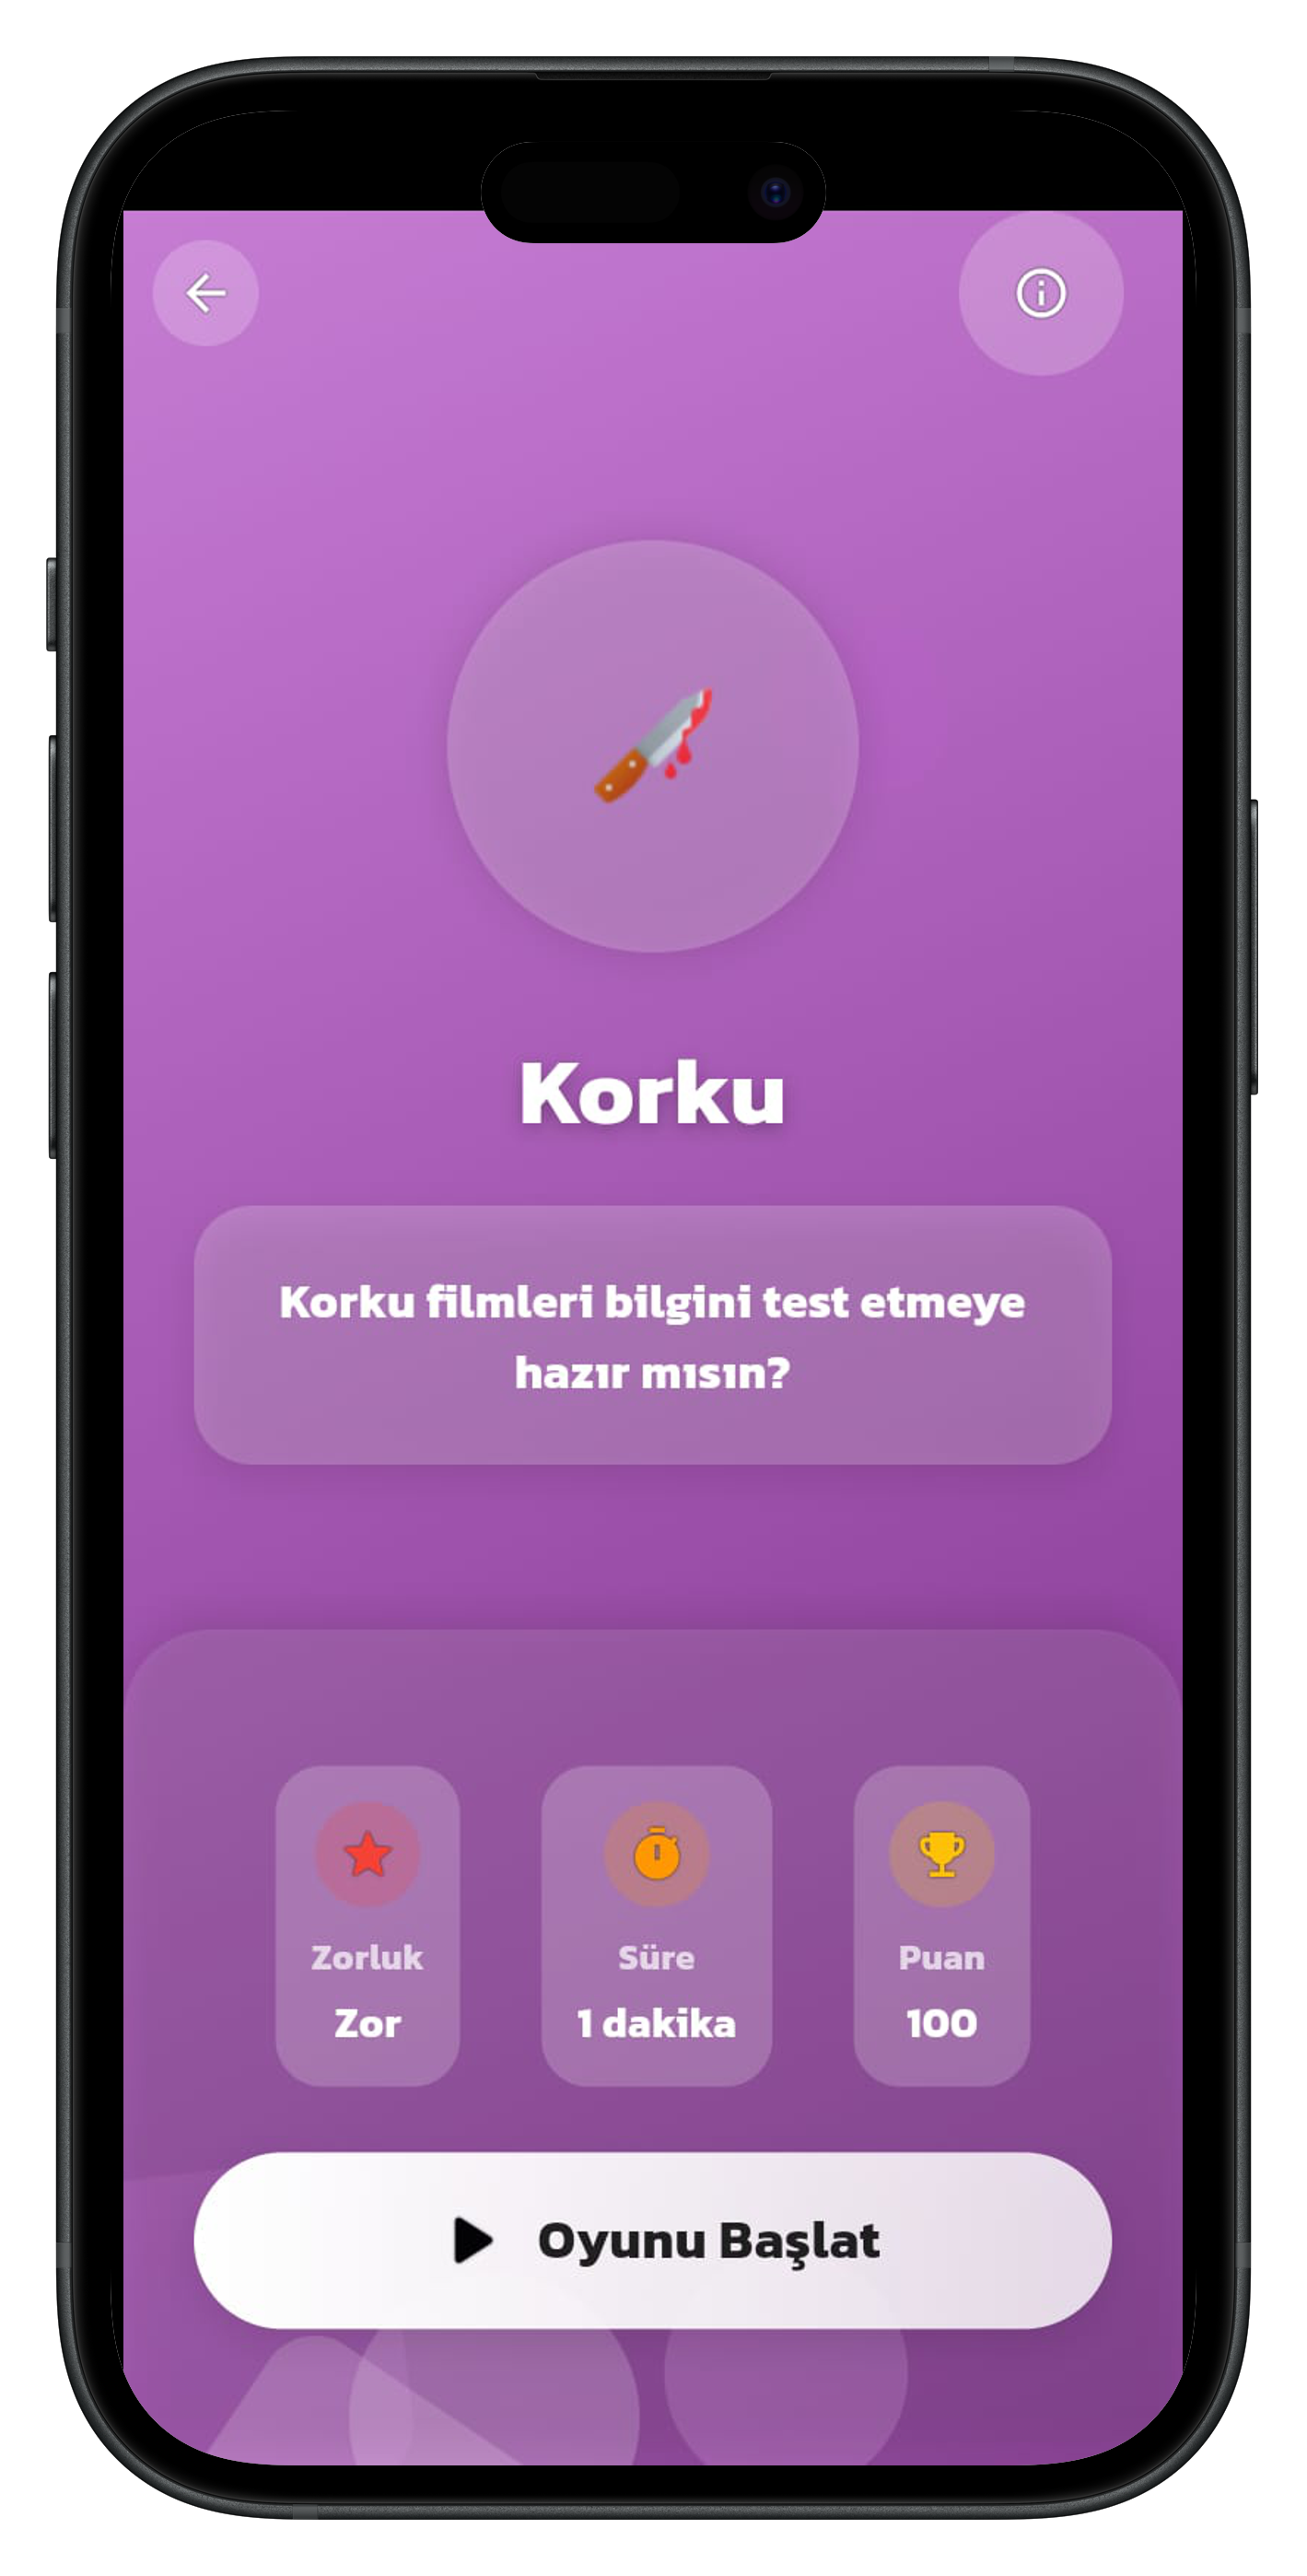 Korku
Korku filmleri bilgini test etmeye
hazır mısın?
Zorluk
Zor
Süre
1 dakika
Puan
100
Oyunu Başlat